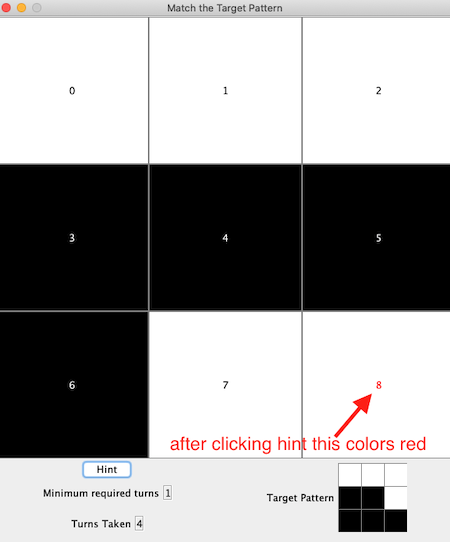 Match the Target Pattern
0 1 2
3 4 5
6 7 8
after clicking hint this colors red
Hint
Minimum required turns 1
Target Pattern
Turns Taken 4